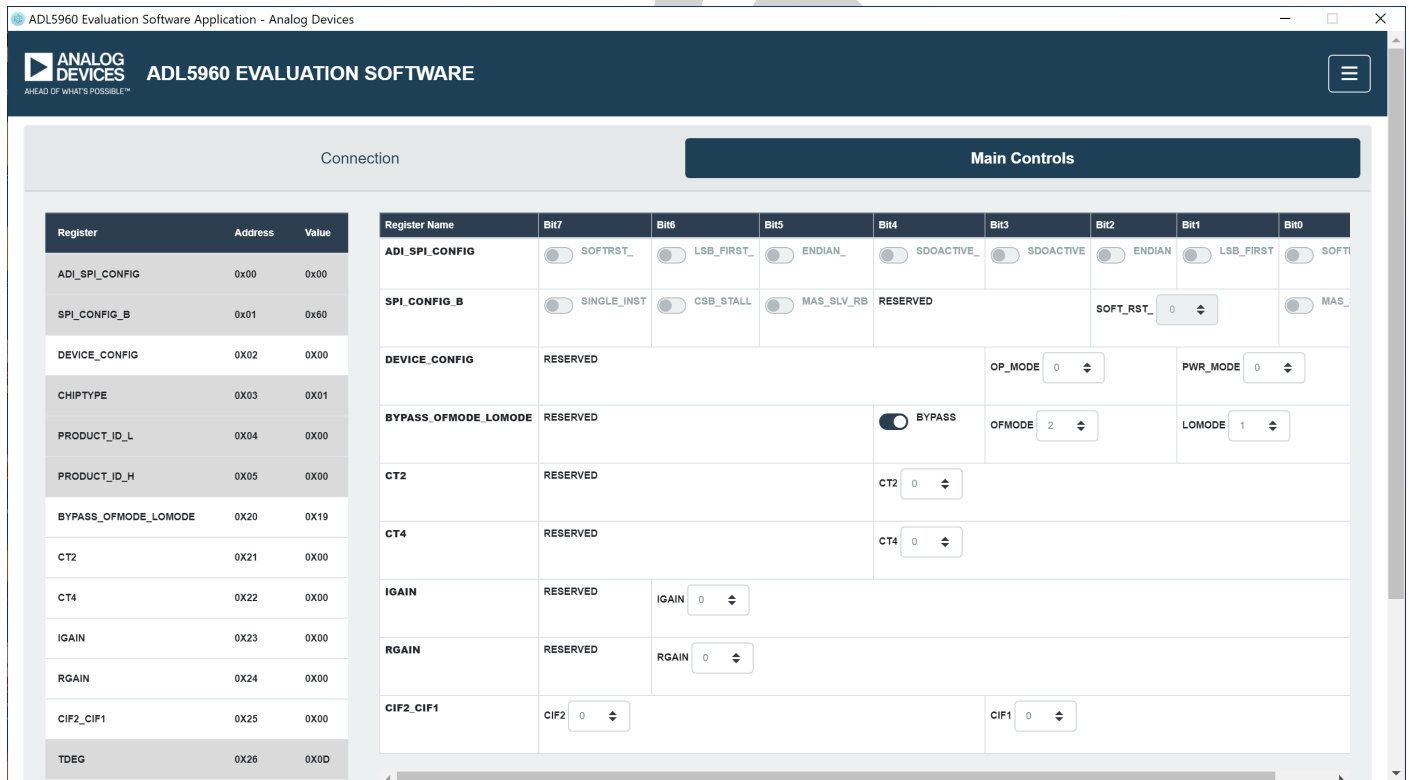 ADL5960 Evaluation Software Application - Analog Devices
ANALOG DEVICES
AHEAD OF WHAT'S POSSIBLE™
ADL5960 EVALUATION SOFTWARE
Connection Main Controls
Register Address Value
ADI_SPI_CONFIG 0x00 0x00
SPI_CONFIG_B 0x01 0x60
DEVICE_CONFIG 0X02 0X00
CHIPTYPE 0X03 0X01
PRODUCT_ID_L 0X04 0X00
PRODUCT_ID_H 0X05 0X00
BYPASS_OFMODE_LOMODE 0X20 0X19
CT2 0X21 0X00
CT4 0X22 0X00
IGAIN 0X23 0X00
RGAIN 0X24 0X00
CIF2_CIF1 0X25 0X00
TDEG 0X26 0X0D
Register Name Bit7 Bit6 Bit5 Bit4 Bit3 Bit2 Bit1 Bit0
ADI_SPI_CONFIG SOFTRST_ LSB_FIRST_ ENDIAN_ SDOACTIVE_ SDOACTIVE ENDIAN LSB_FIRST
SPI_CONFIG_B SINGLE_INST CSB_STALL MAS_SLV_RB RESERVED SOFT_RST_ 0 MAS_
DEVICE_CONFIG RESERVED OP_MODE 0 PWR_MODE 0
BYPASS_OFMODE_LOMODE RESERVED BYPASS OFMODE 2 LOMODE 1
CT2 RESERVED CT2 0
CT4 RESERVED CT4 0
IGAIN RESERVED IGAIN 0
RGAIN RESERVED RGAIN 0
CIF2_CIF1 CIF2 0 CIF1 0